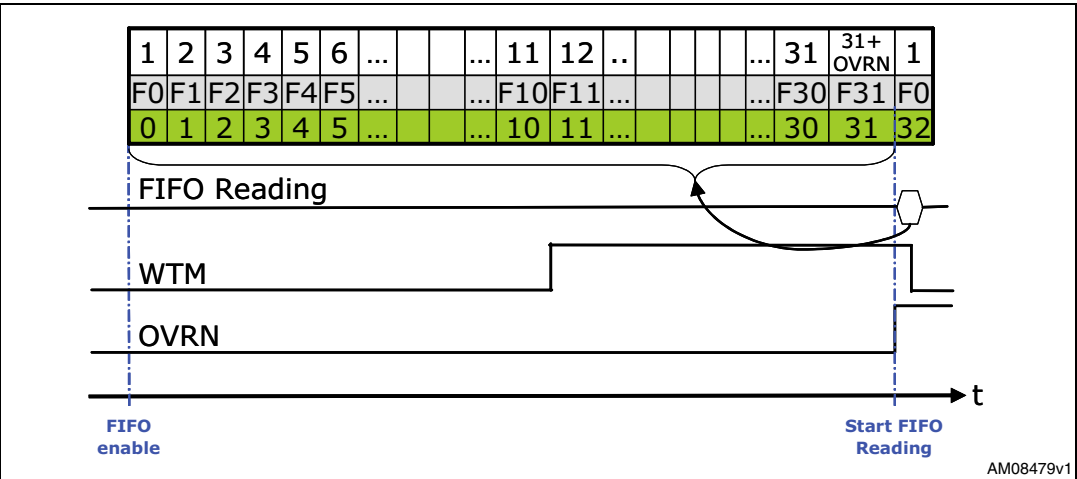 1 2 3 4 5 6 ... ... 11 12 .. ... 31 31+ OVRN 1
F0 F1 F2 F3 F4 F5 ... ... F10 F11 ... ... F30 F31 F0
0 1 2 3 4 5 ... ... 10 11 ... ... 30 31 32
FIFO Reading
WTM
OVRN
t
FIFO
enable
Start FIFO
Reading
AM08479v1